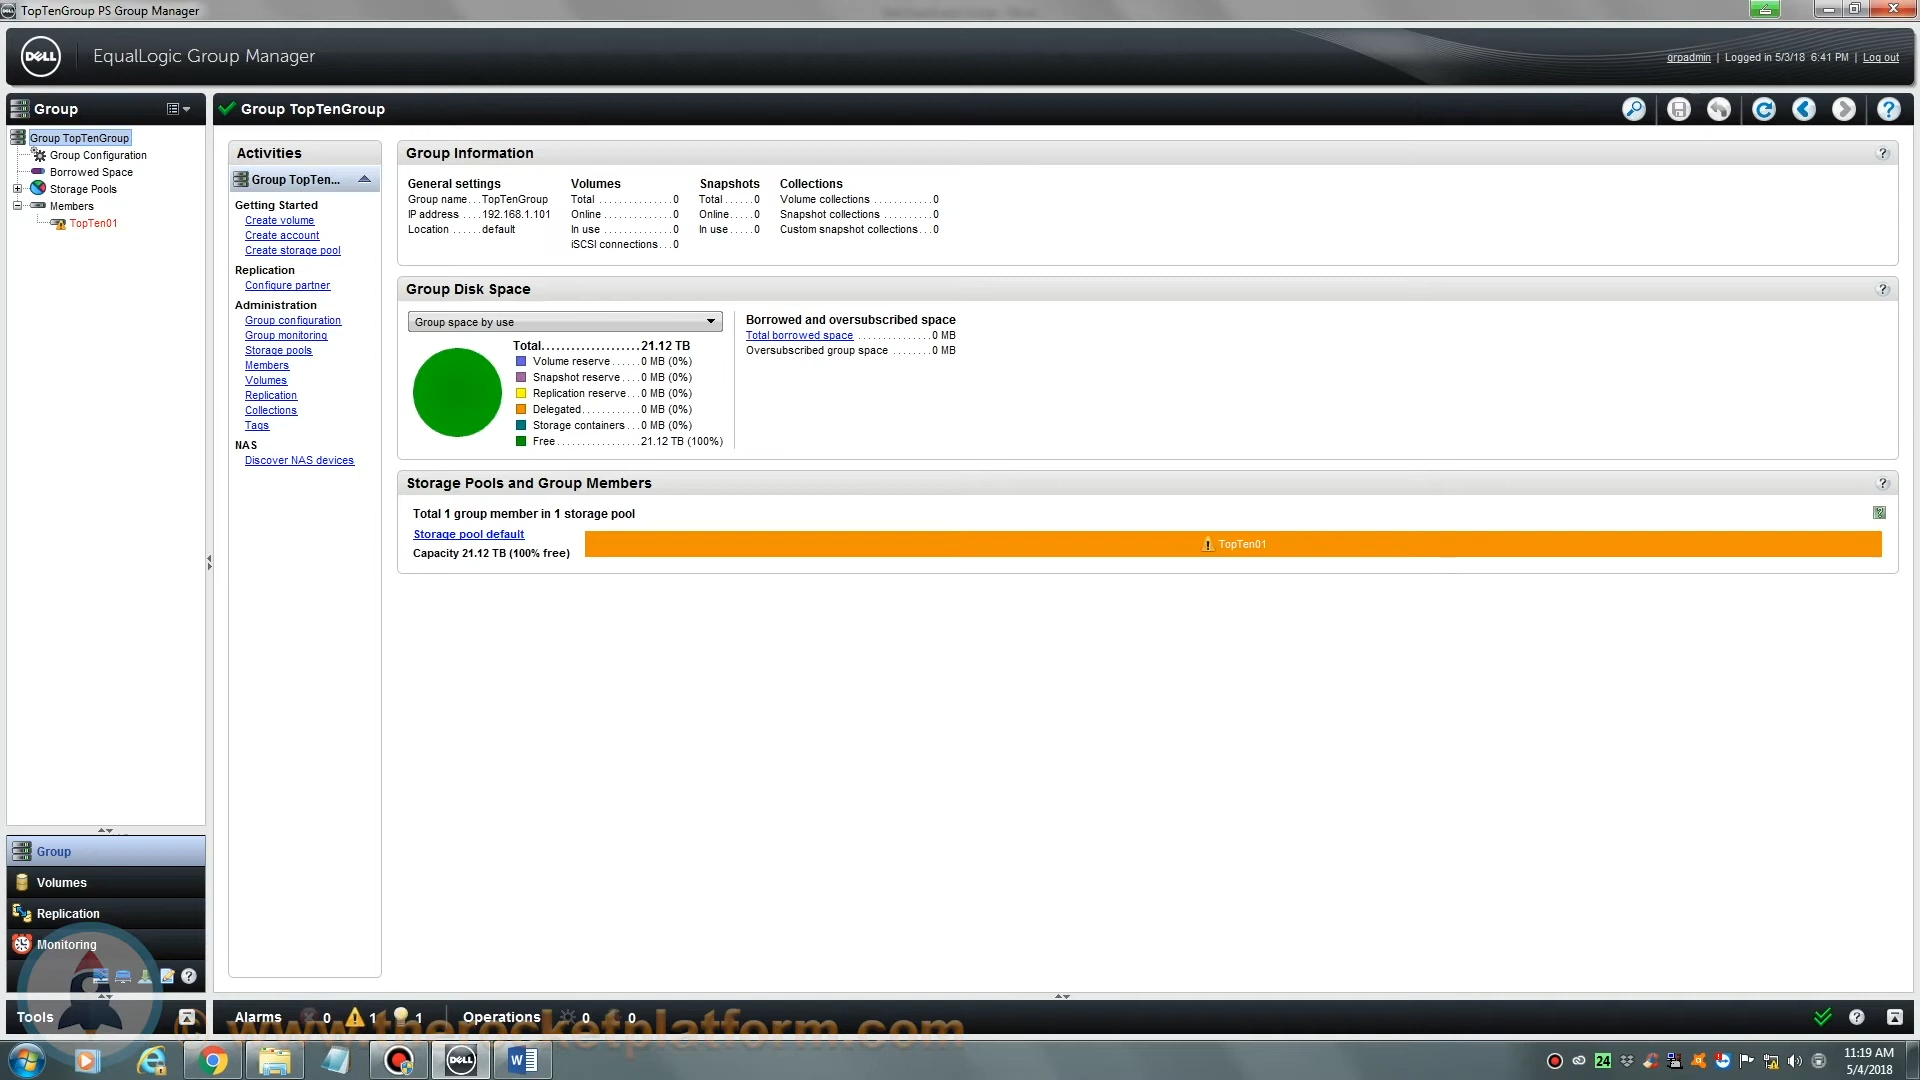 TopTenGroup PS Group Manager
DELL
EqualLogic Group Manager
grpadmin | Logged in 5/3/18 6:41 PM | Log out
Group
Group TopTenGroup
Group TopTenGroup
Group Configuration
Borrowed Space
Storage Pools
Members
TopTen01
Activities
Group TopTen...
Getting Started
Create volume
Create account
Create storage pool
Replication
Configure partner
Administration
Group configuration
Group monitoring
Storage pools
Members
Volumes
Replication
Collections
Tags
NAS
Discover NAS devices
Group Information
General settings
Group name...TopTenGroup
IP address ....192.168.1.101
Location ......default
Volumes
Total ..............0
Online ..............0
In use ..............0
iSCSI connections...0
Snapshots
Total......0
Online.....0
In use.....0
Collections
Volume collections ............0
Snapshot collections ...........0
Custom snapshot collections...0
Group Disk Space
Group space by use
Total...................21.12 TB
Volume reserve ......0 MB (0%)
Snapshot reserve ....0 MB (0%)
Replication reserve...0 MB (0%)
Delegated............0 MB (0%)
Storage containers ...0 MB (0%)
Free.................21.12 TB (100%)
Borrowed and oversubscribed space
Total borrowed space ..............0 MB
Oversubscribed group space ........0 MB
Storage Pools and Group Members
Total 1 group member in 1 storage pool
Storage pool default
Capacity 21.12 TB (100% free)
TopTen01
Group
Volumes
Replication
Monitoring
Tools
Alarms 0 1 1 Operations 0 0
www.therocketplatform.com
DELL
24
11:19 AM
5/4/2018